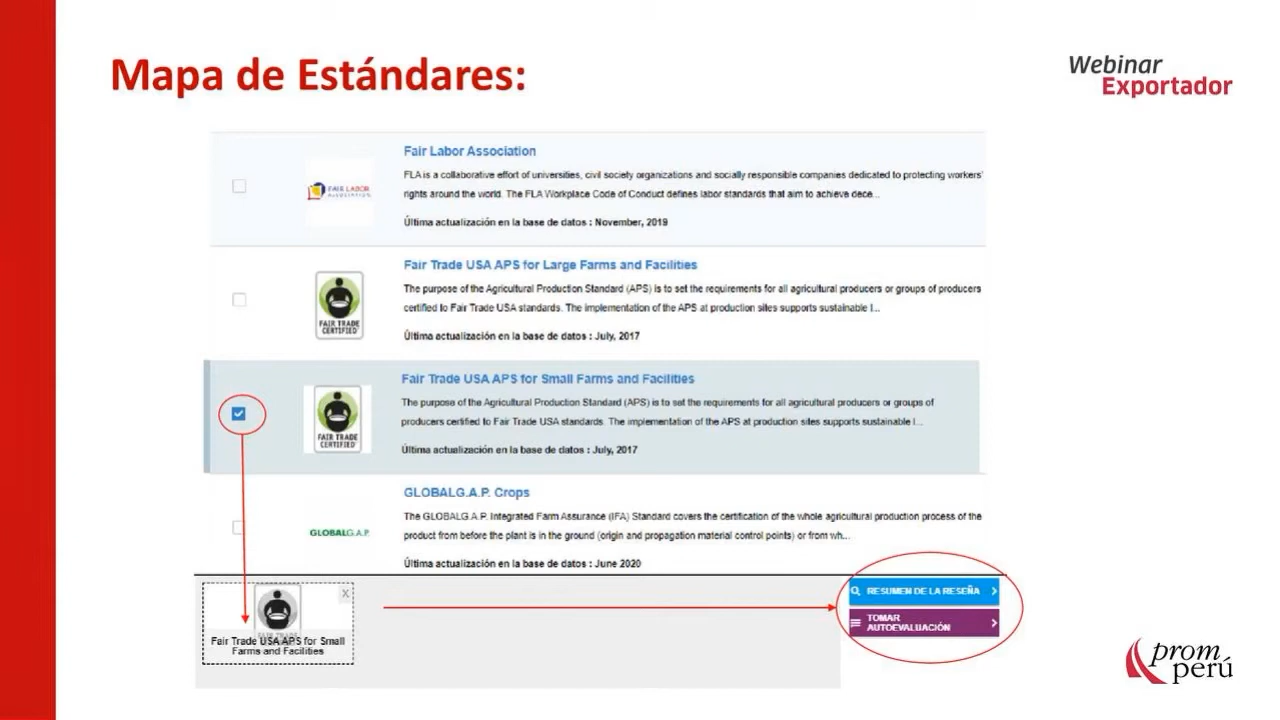 Mapa de Estándares:
Webinar
Exportador
Fair Labor Association
FLA is a collaborative effort of universities, civil society organizations and socially responsible companies dedicated to protecting workers'
rights around the world. The FLA Workplace Code of Conduct defines labor standards that aim to achieve dece...
Última actualización en la base de datos : November, 2019
FAIR LABOR
ASSOCIATION
Fair Trade USA APS for Large Farms and Facilities
The purpose of the Agricultural Production Standard (APS) is to set the requirements for all agricultural producers or groups of producers
certified to Fair Trade USA standards. The implementation of the APS at production sites supports sustainable l...
Última actualización en la base de datos : July, 2017
FAIR TRADE
CERTIFIED
Fair Trade USA APS for Small Farms and Facilities
The purpose of the Agricultural Production Standard (APS) is to set the requirements for all agricultural producers or groups of
producers certified to Fair Trade USA standards. The implementation of the APS at production sites supports sustainable l...
Última actualización en la base de datos : July, 2017
FAIR TRADE
CERTIFIED
GLOBALG.A.P. Crops
The GLOBALG.A.P. Integrated Farm Assurance (IFA) Standard covers the certification of the whole agricultural production process of the
product from before the plant is in the ground (origin and propagation material control points) or from wh...
Última actualización en la base de datos : June 2020
GLOBALG.A.P.
X
Fair Trade USA APS for Small
Farms and Facilities
RESUMEN DE LA RESEÑA
TOMAR
AUTOEVALUACIÓN
prom
perú